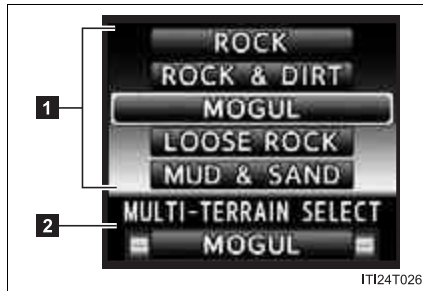 ROCK
ROCK & DIRT
1
MOGUL
LOOSE ROCK
MUD & SAND
MULTI-TERRAIN SELECT
2
MOGUL
ITI24T026